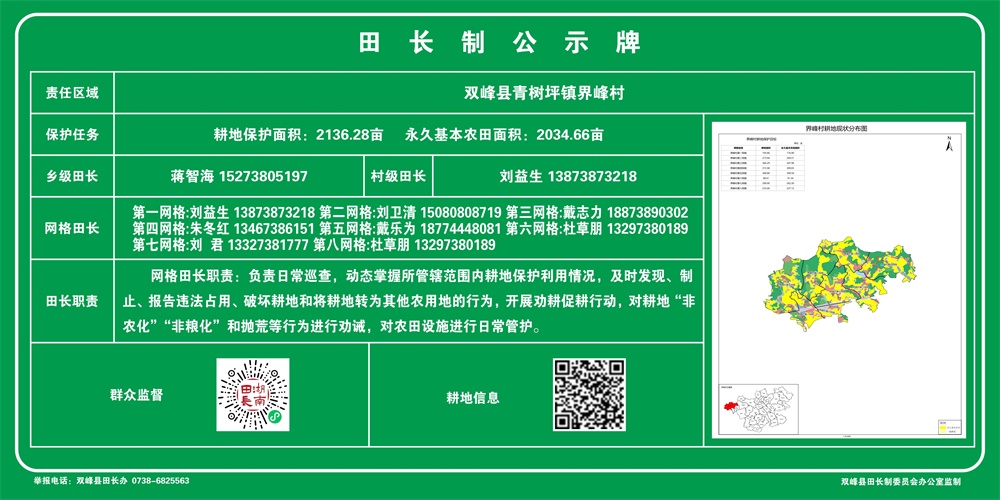 田长制公示牌
责任区域
双峰县青树坪镇界峰村
保护任务
耕地保护面积：2136.28亩 永久基本农田面积：2034.66亩
乡级田长
蒋智海 15273805197
村级田长
刘益生 13873873218
网格田长
第一网格:刘益生 13873873218 第二网格:刘卫清 15080808719 第三网格:戴志力 18873890302
第四网格:朱冬红 13467386151 第五网格:戴乐为 18774448081 第六网格:杜草朋 13297380189
第七网格:刘 君 13327381777 第八网格:杜草朋 13297380189
田长职责
网格田长职责：负责日常巡查，动态掌握所管辖范围内耕地保护利用情况，及时发现、制
止、报告违法占用、破坏耕地和将耕地转为其他农用地的行为，开展劝耕促耕行动，对耕地“非
农化”“非粮化”和抛荒等行为进行劝诫，对农田设施进行日常管护。
群众监督
湖南田长
耕地信息
界峰村耕地现状分布图
N
举报电话：双峰县田长办 0738-6825563
双峰县田长制委员会办公室监制